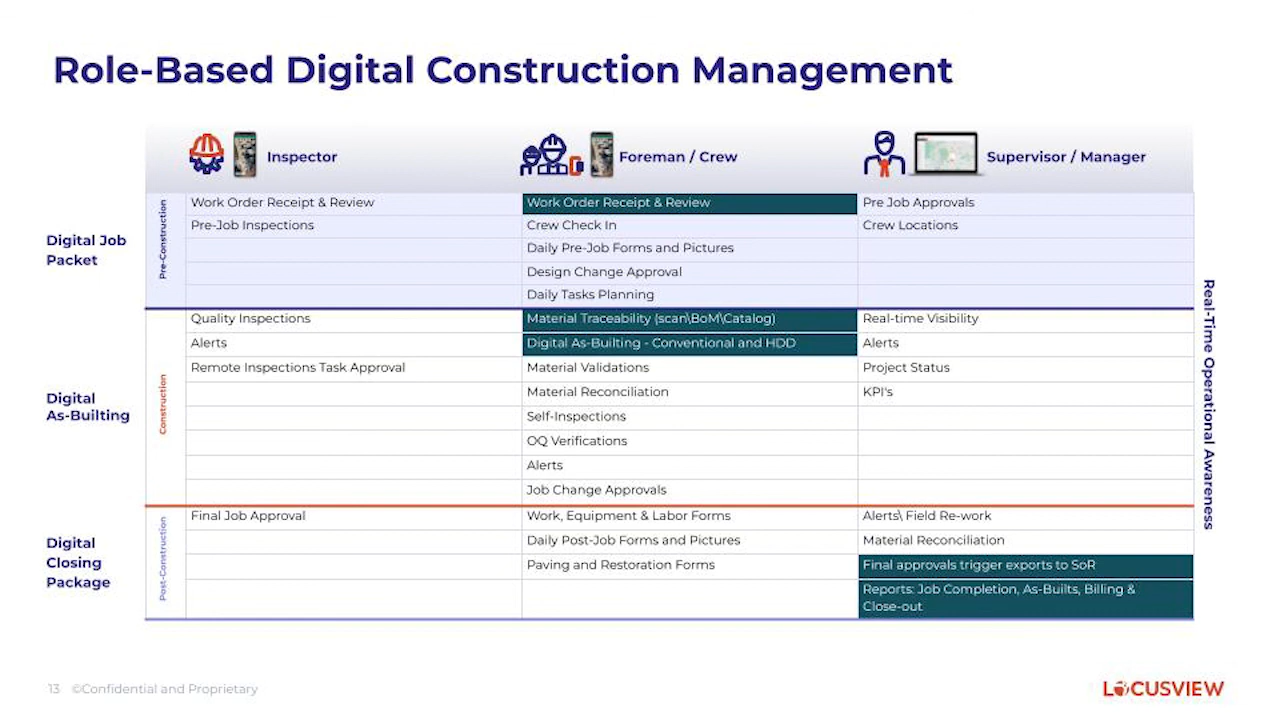 Role-Based Digital Construction Management
Inspector
Foreman / Crew
Supervisor / Manager
Digital Job
Packet
Pre-Construction
Work Order Receipt & Review
Work Order Receipt & Review
Pre Job Approvals
Pre-Job Inspections
Crew Check In
Crew Locations
Daily Pre-Job Forms and Pictures
Design Change Approval
Daily Tasks Planning
Digital
As-Builting
Construction
Quality Inspections
Material Traceability (scan\BoM\Catalog)
Real-time Visibility
Alerts
Digital As-Builting - Conventional and HDD
Alerts
Remote Inspections Task Approval
Material Validations
Project Status
Material Reconciliation
KPI's
Self-Inspections
OQ Verifications
Alerts
Job Change Approvals
Digital
Closing
Package
Post-Construction
Final Job Approval
Work, Equipment & Labor Forms
Alerts\ Field Re-work
Daily Post-Job Forms and Pictures
Material Reconciliation
Paving and Restoration Forms
Final approvals trigger exports to SoR
Reports: Job Completion, As-Builts, Billing &
Close-out
Real-Time Operational Awareness
13 ©Confidential and Proprietary
LOCUSVIEW